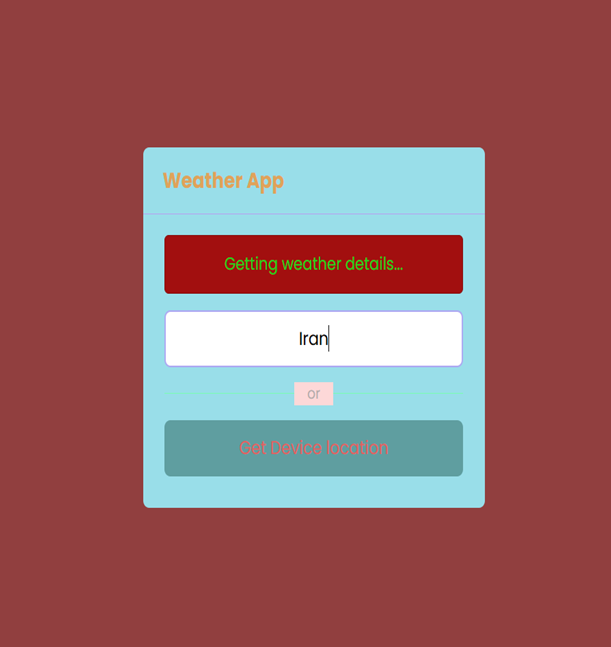 Weather App
Getting weather details...
Iran
or
Get Device location